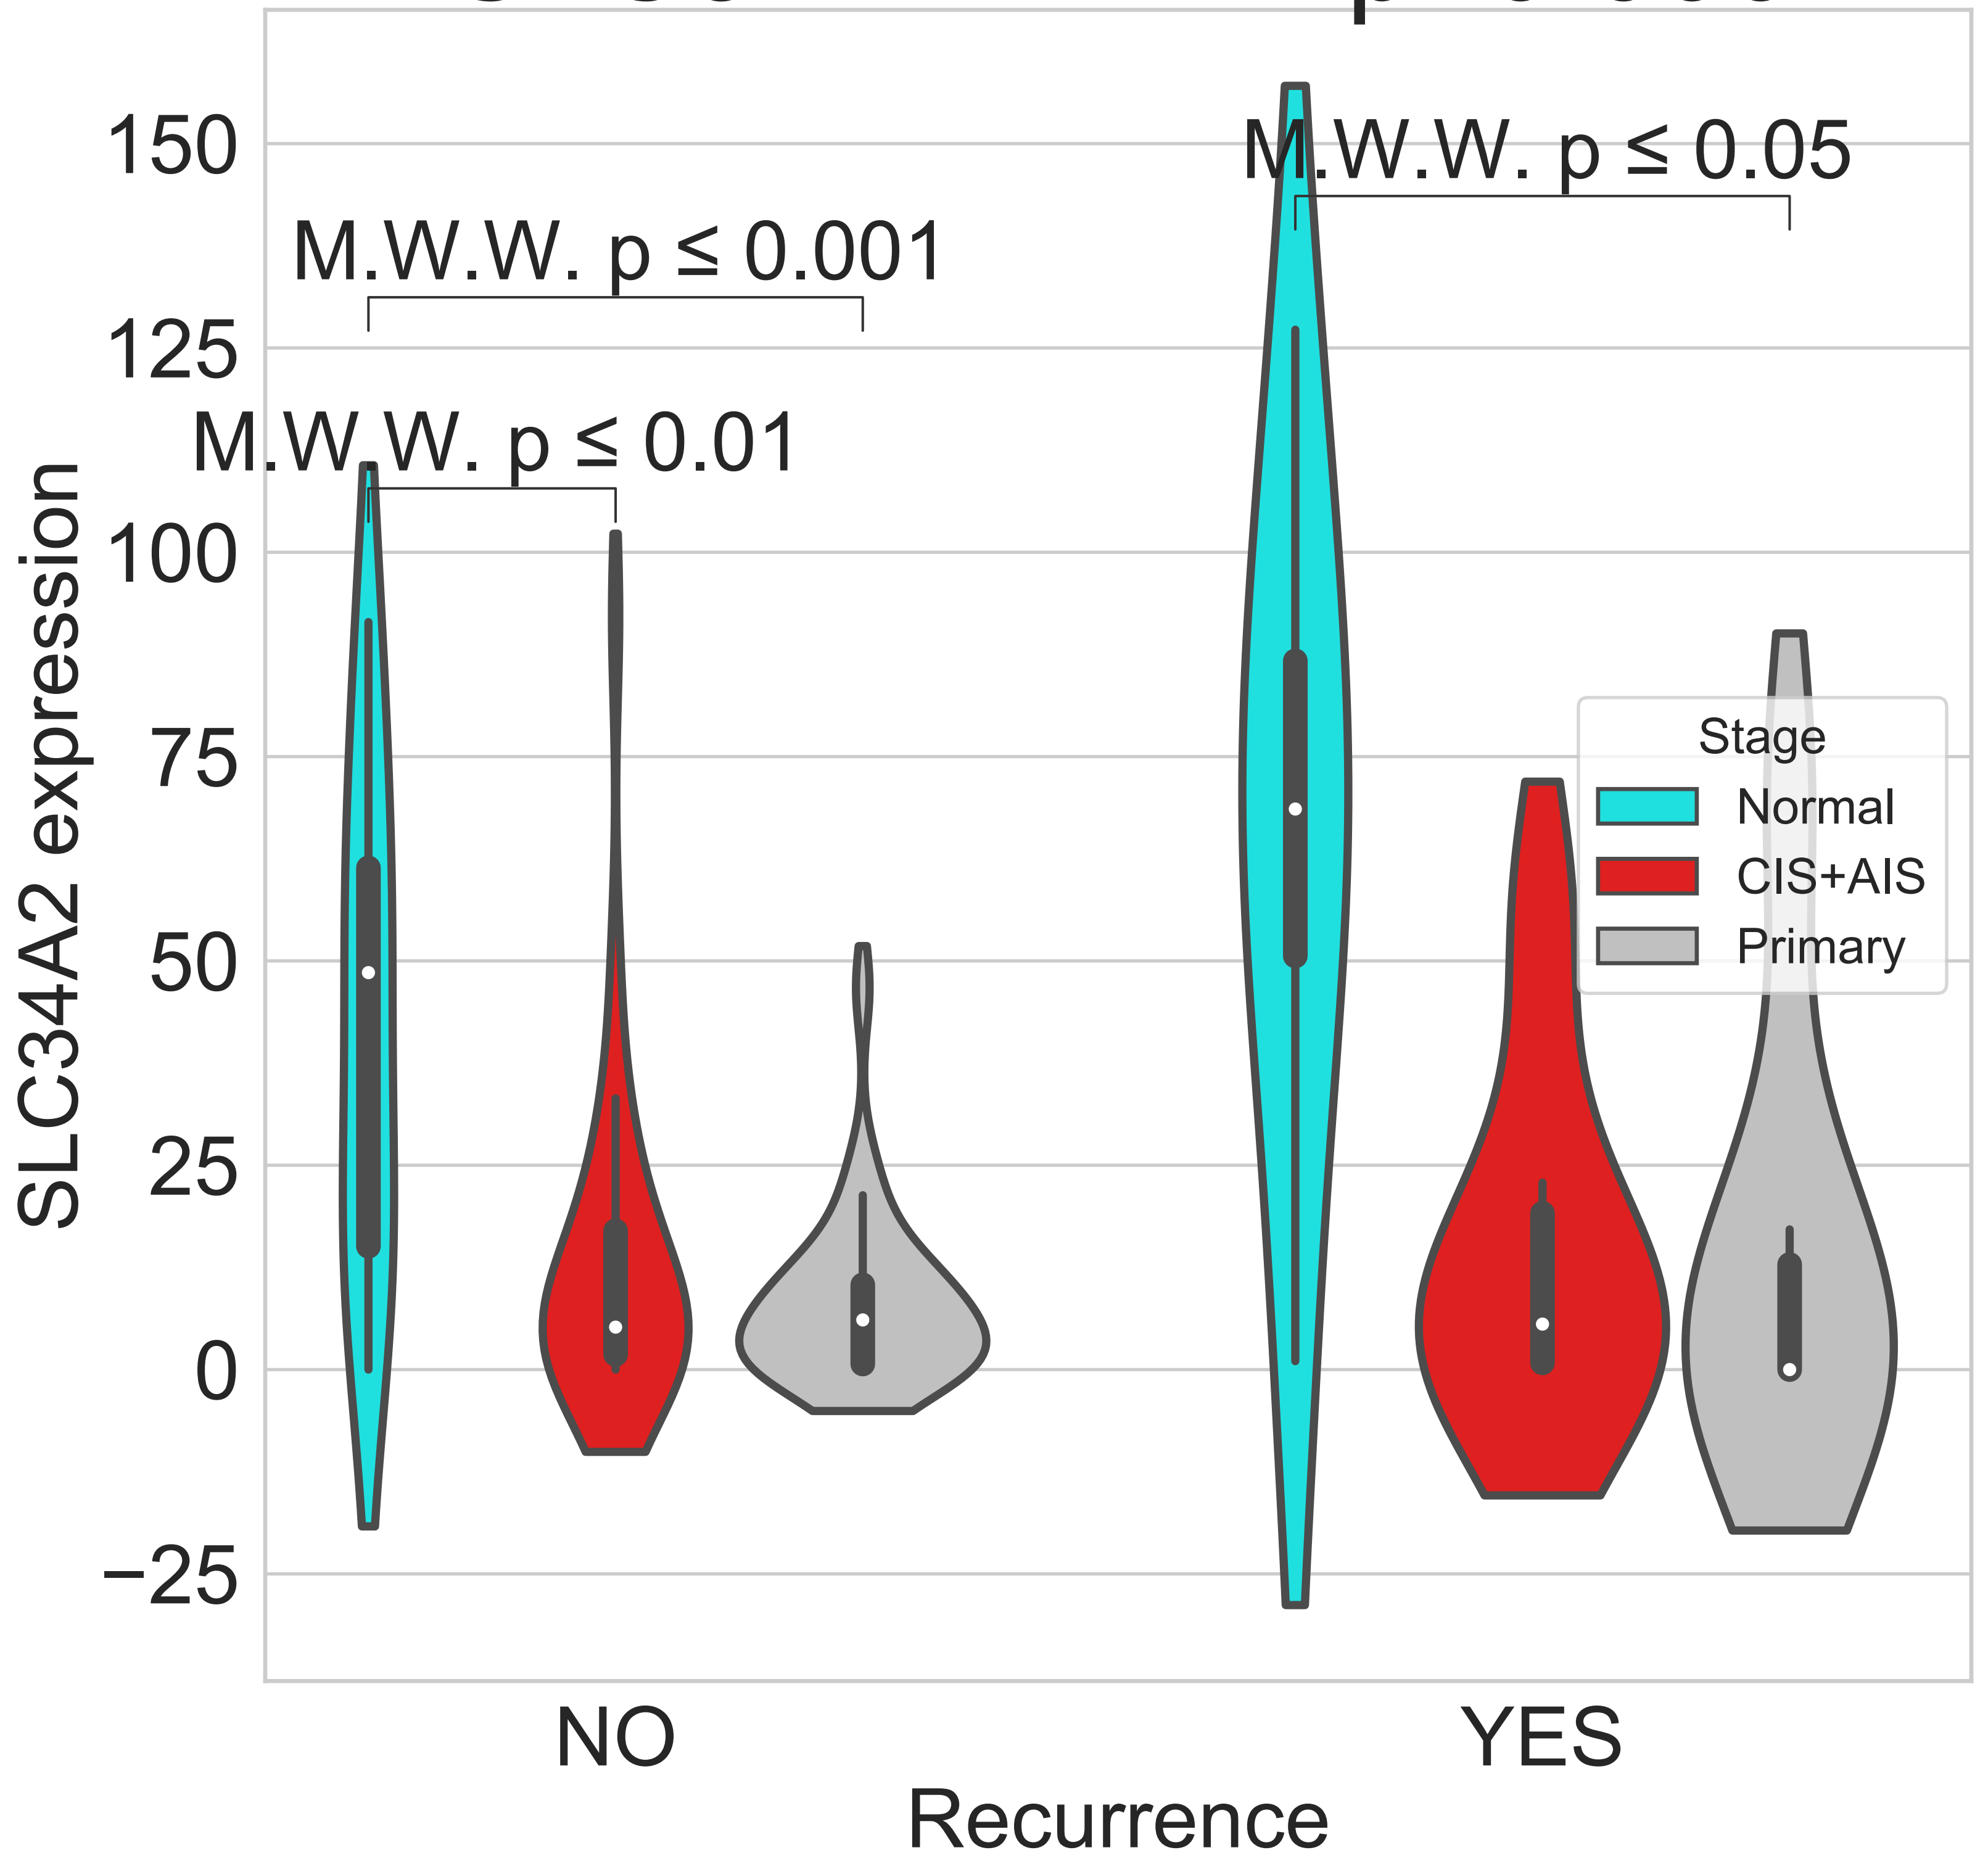 M.W.W. p ≤ 0.05
M.W.W. p ≤ 0.001
M.W.W. p ≤ 0.01
SLC34A2 expression
150
125
100
75
50
25
0
−25
Stage
Normal
CIS+AIS
Primary
NO
YES
Recurrence